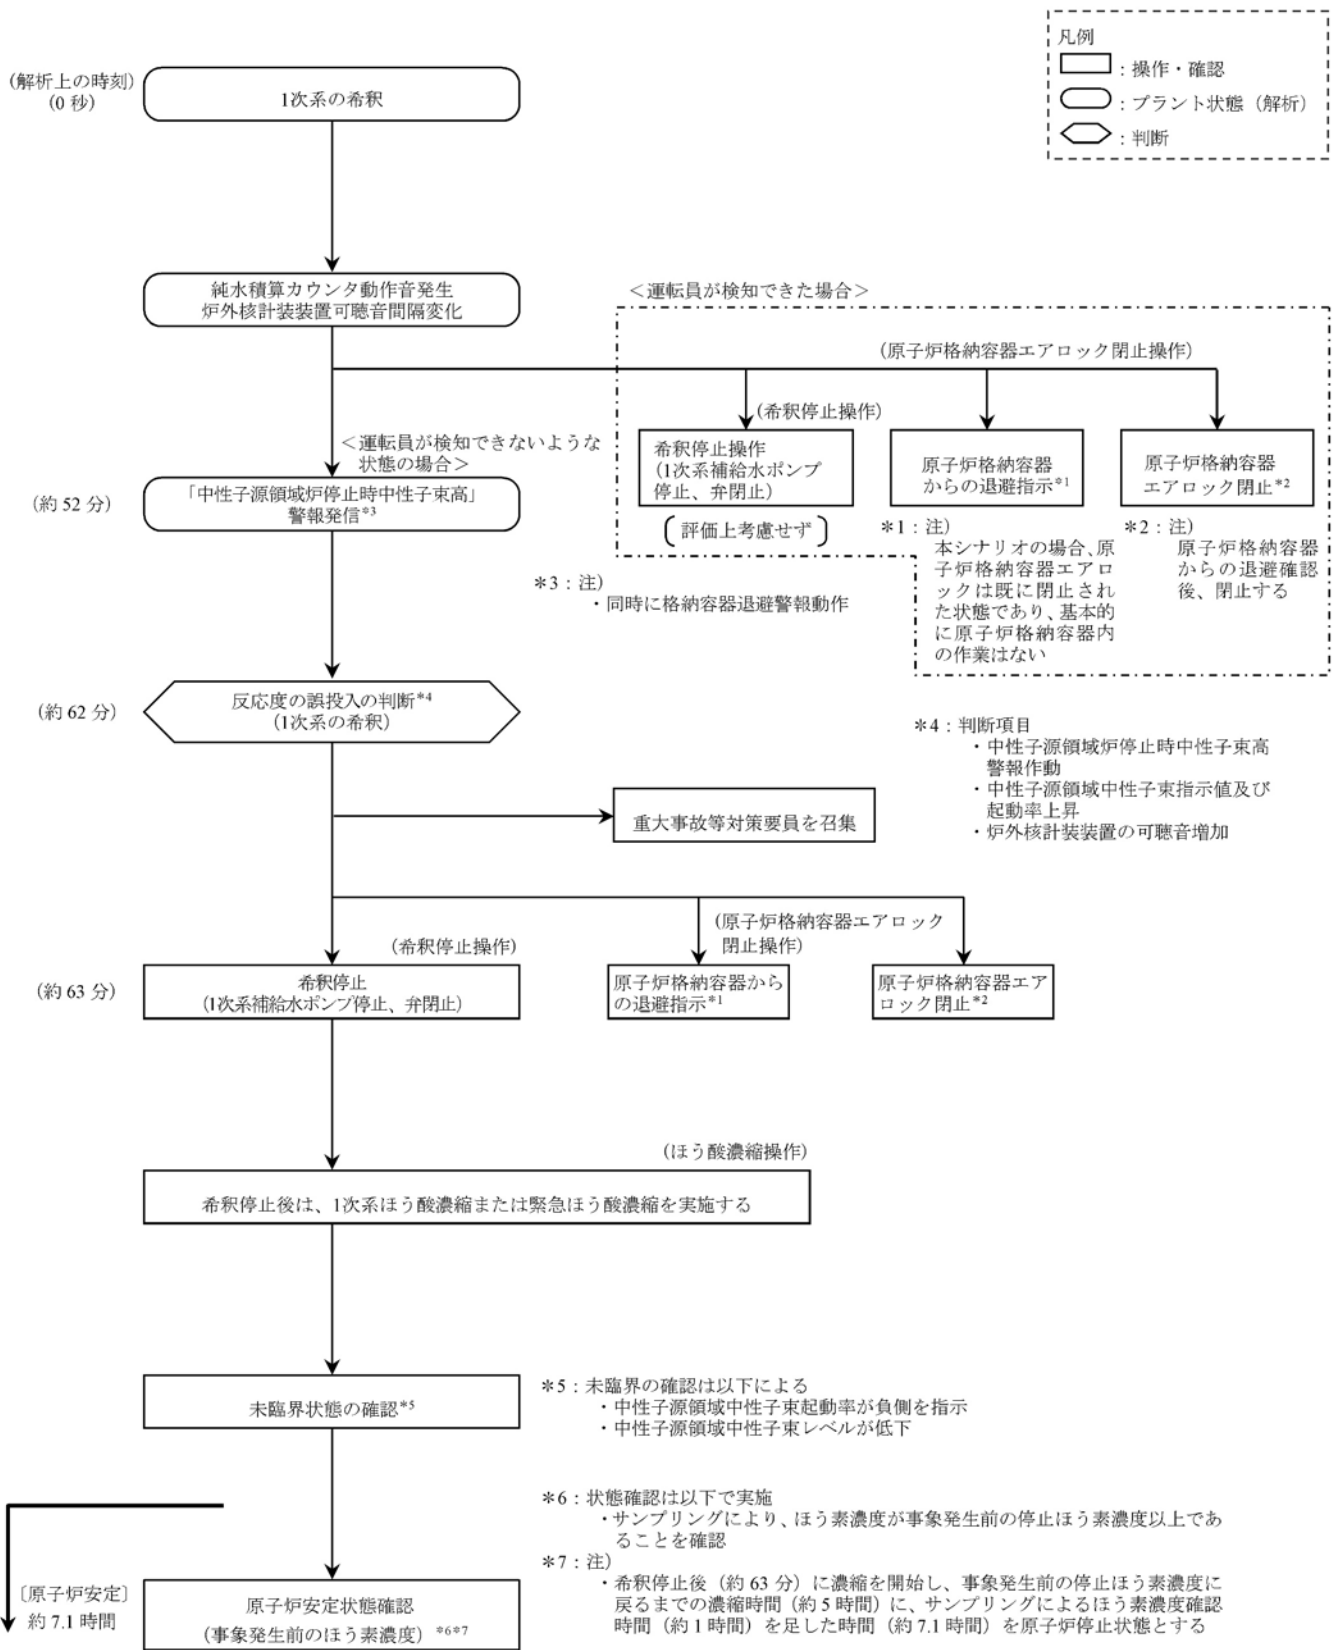 凡例
：操作・確認
：プラント状態（解析）
：判断
(解析上の時刻)
(0 秒)
1次系の希釈
純水積算カウンタ動作音発生
炉外核計装装置可聴音間隔変化
＜運転員が検知できた場合＞
(原子炉格納容器エアロック閉止操作)
(希釈停止操作)
＜運転員が検知できないような
状態の場合＞
希釈停止操作
(1次系補給水ポンプ
停止、弁閉止)
評価上考慮せず
原子炉格納容器
からの退避指示*1
原子炉格納容器
エアロック閉止*2
(約 52 分)
「中性子源領域炉停止時中性子束高」
警報発信*3
*1：注)
本シナリオの場合、原
子炉格納容器エアロ
ックは既に閉止され
た状態であり、基本的
に原子炉格納容器内
の作業はない
*2：注)
原子炉格納容器
からの退避確認
後、閉止する
*3：注)
・同時に格納容器退避警報動作
(約 62 分)
反応度の誤投入の判断*4
(1次系の希釈)
*4：判断項目
・中性子源領域炉停止時中性子束高
警報作動
・中性子源領域中性子束指示値及び
起動率上昇
・炉外核計装装置の可聴音増加
重大事故等対策要員を召集
(希釈停止操作)
(原子炉格納容器エアロック
閉止操作)
(約 63 分)
希釈停止
(1次系補給水ポンプ停止、弁閉止)
原子炉格納容器から
の退避指示*1
原子炉格納容器エア
ロック閉止*2
(ほう酸濃縮操作)
希釈停止後は、1次系ほう酸濃縮または緊急ほう酸濃縮を実施する
未臨界状態の確認*5
*5：未臨界の確認は以下による
・中性子源領域中性子束起動率が負側を指示
・中性子源領域中性子束レベルが低下
*6：状態確認は以下で実施
・サンプリングにより、ほう素濃度が事象発生前の停止ほう素濃度以上であ
ることを確認
*7：注)
・希釈停止後（約 63 分）に濃縮を開始し、事象発生前の停止ほう素濃度に
戻るまでの濃縮時間（約 5 時間）に、サンプリングによるほう素濃度確認
時間（約 1 時間）を足した時間（約 7.1 時間）を原子炉停止状態とする
〔原子炉安定〕
約 7.1 時間
原子炉安定状態確認
(事象発生前のほう素濃度) *6*7